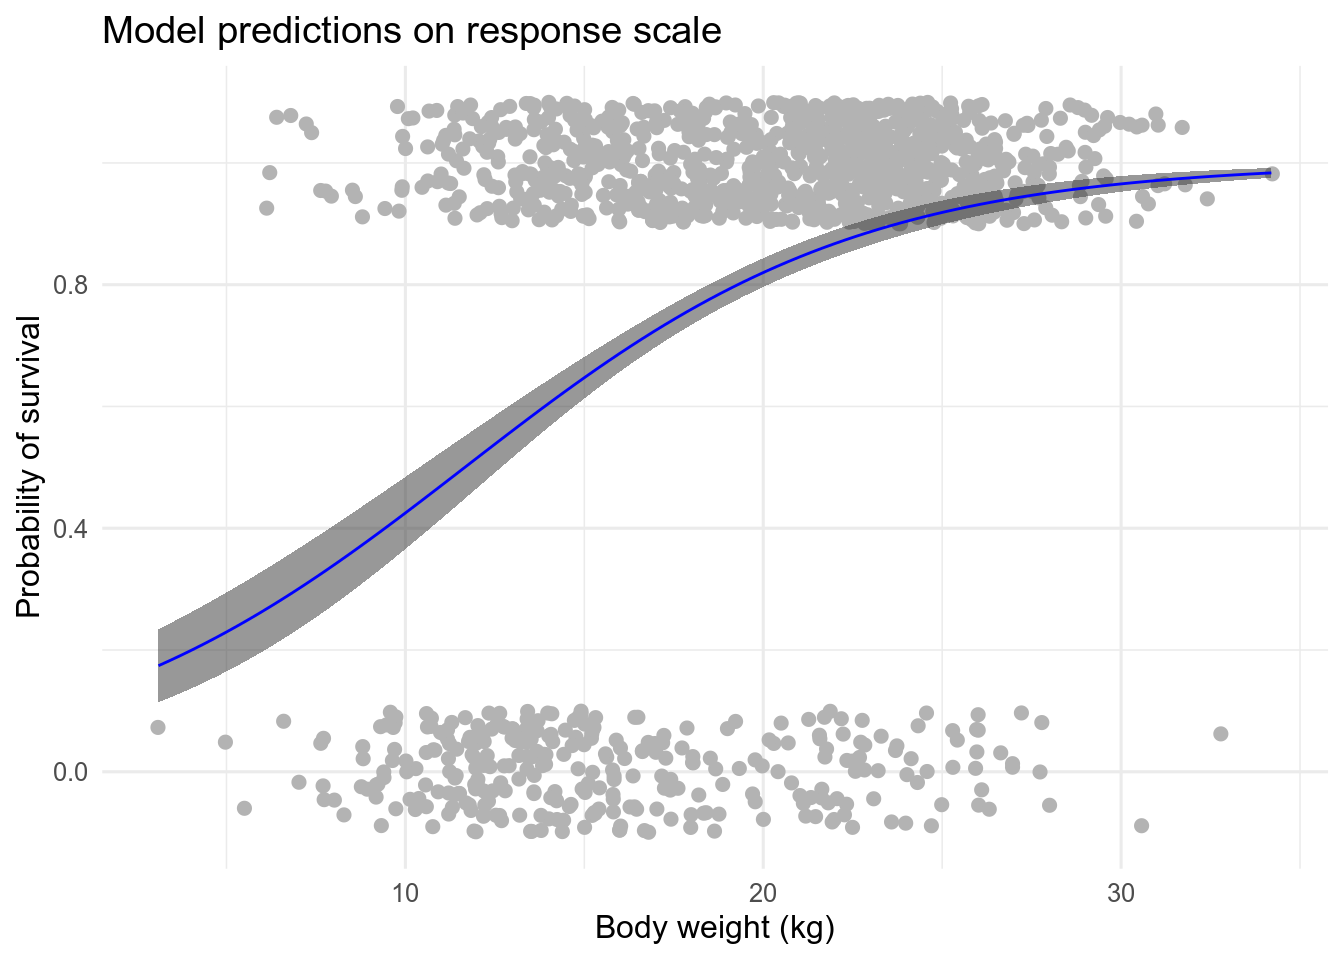 Model predictions on response scale
Probability of survival
0.8
0.4
0.0
10 20 30
Body weight (kg)